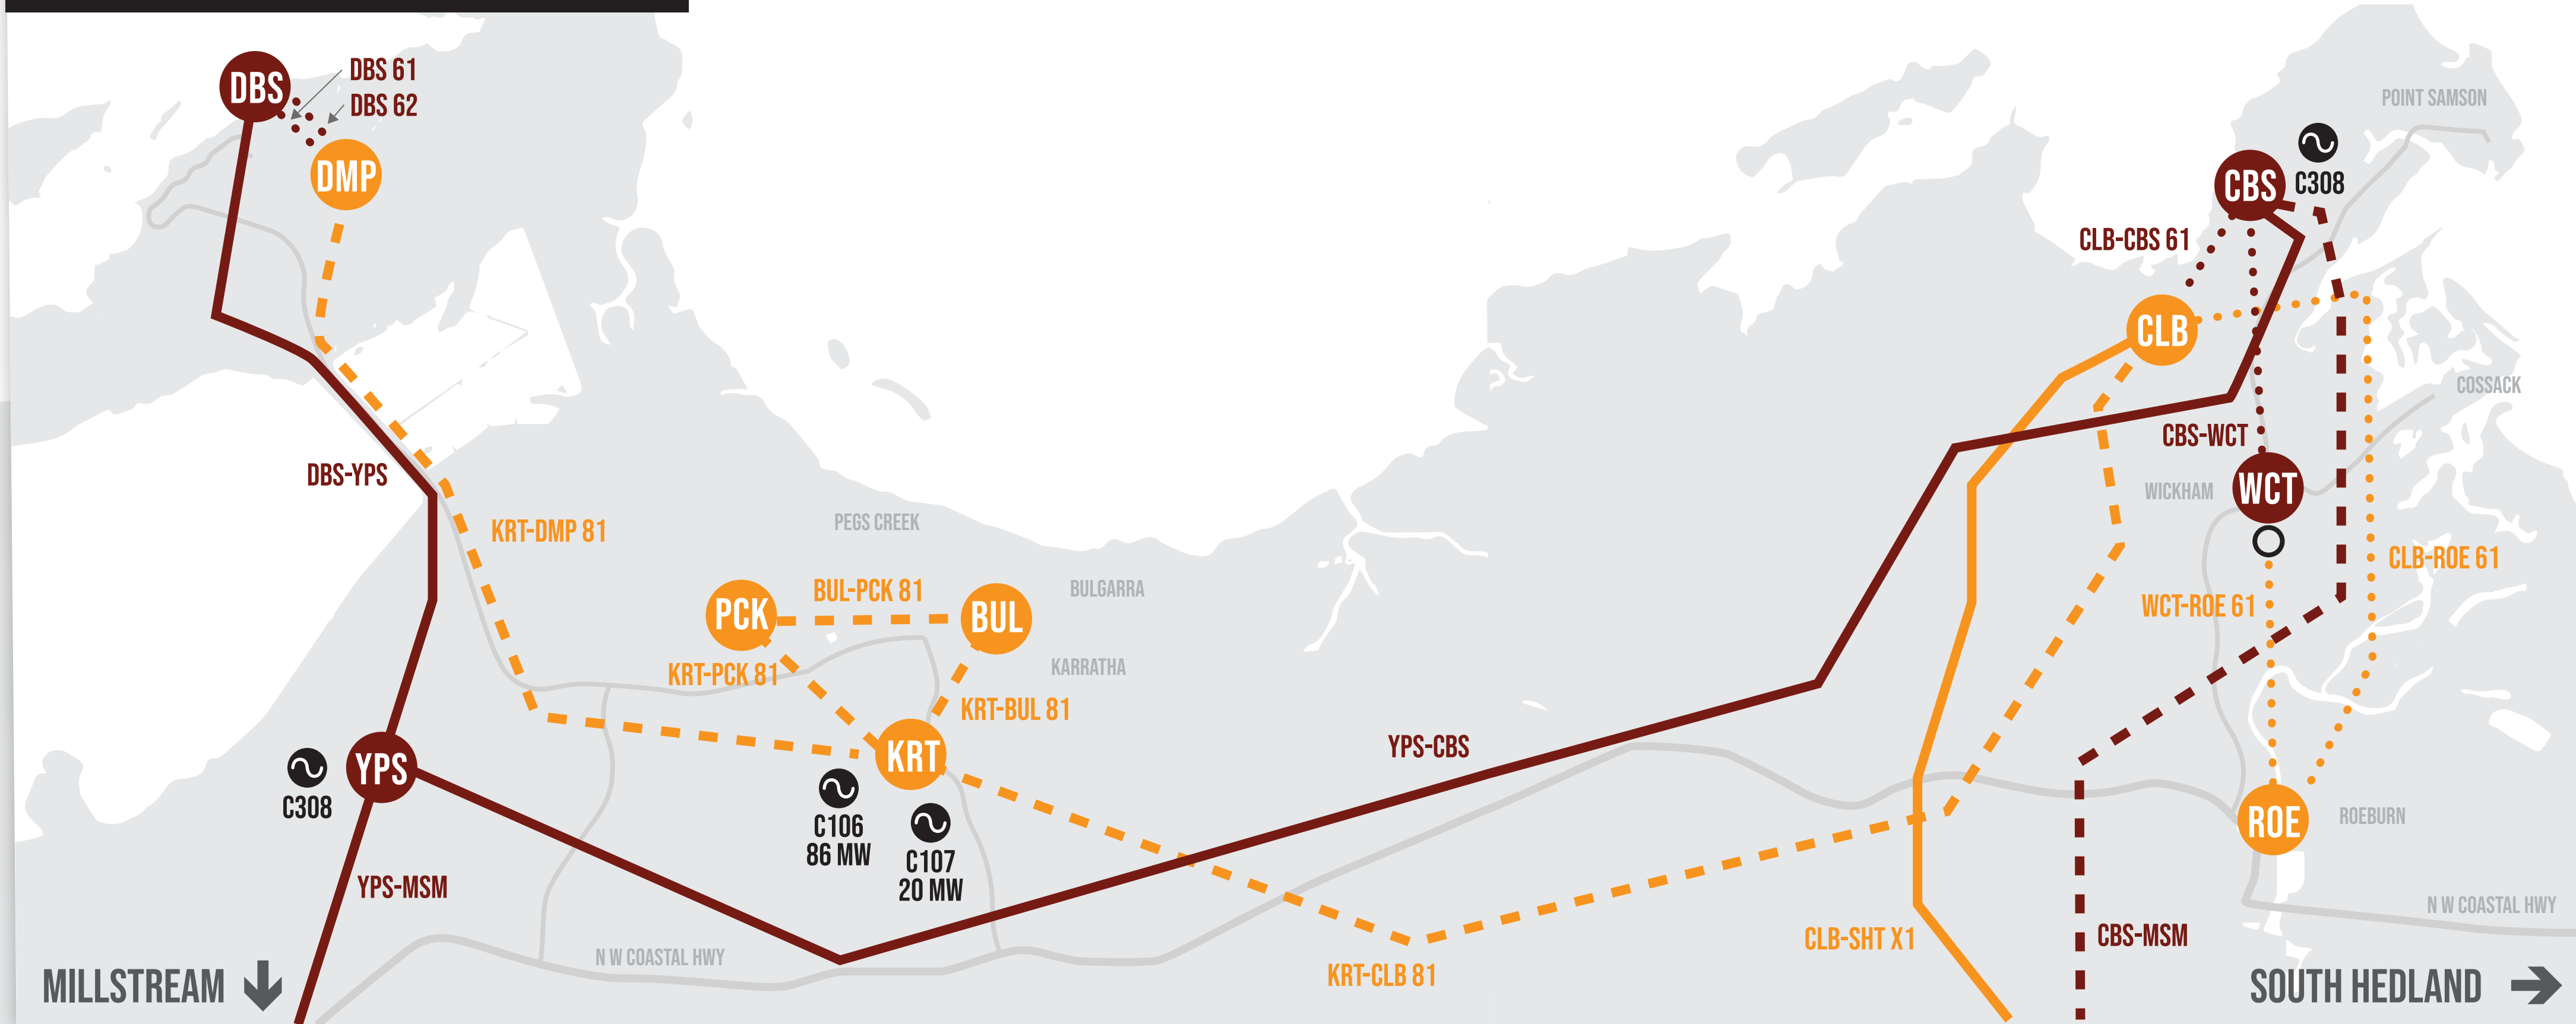 DBS
DBS 61
DBS 62
DMP
DBS-YPS
KRT-DMP 81
PEGS CREEK
PCK
BUL-PCK 81
BUL
BULGARRA
KRT-PCK 81
KARRATHA
KRT-BUL 81
KRT
YPS
C308
C106
86 MW
C107
20 MW
YPS-MSM
YPS-CBS
N W COASTAL HWY
KRT-CLB 81
MILLSTREAM
POINT SAMSON
CBS
C308
CLB-CBS 61
CLB
COSSACK
CBS-WCT
WICKHAM
WCT
CLB-ROE 61
WCT-ROE 61
ROE
ROEBURN
N W COASTAL HWY
CLB-SHT X1
CBS-MSM
SOUTH HEDLAND